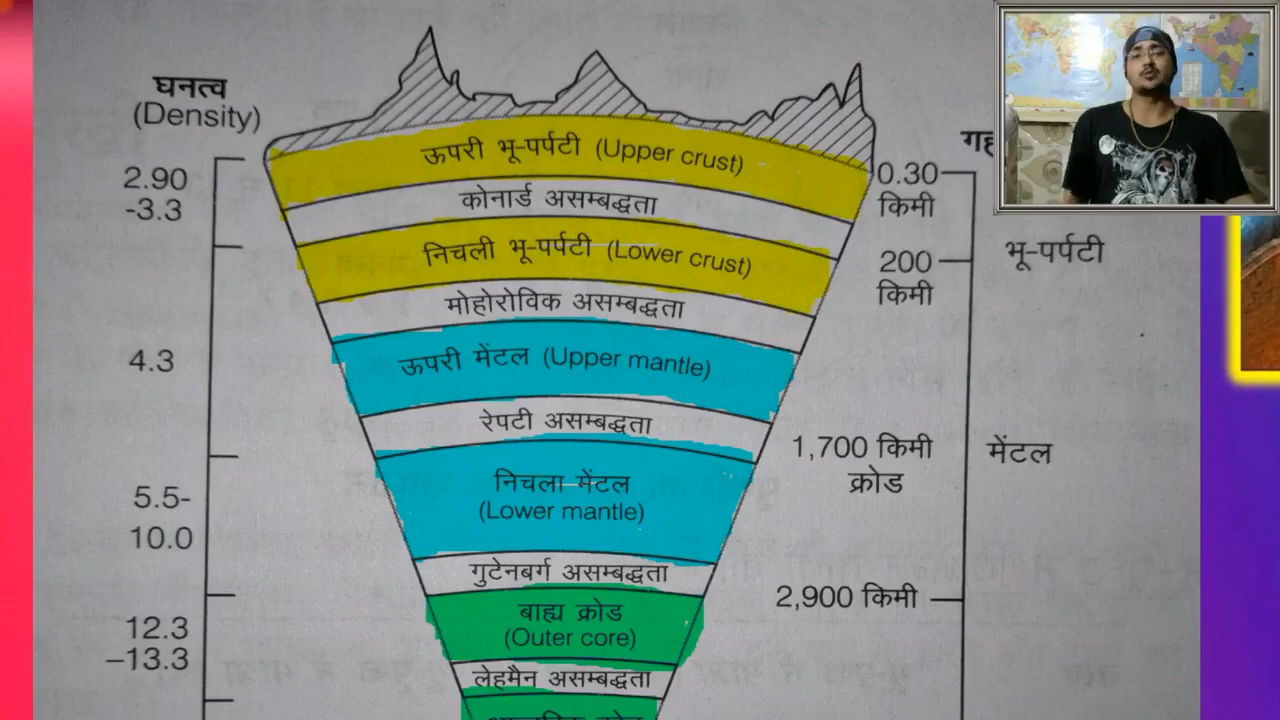 घनत्व
(Density)
ऊपरी भू-पर्पटी (Upper crust)
2.90
-3.3
0.30
किमी
कोनार्ड असम्बद्धता
निचली भू-पर्पटी (Lower crust)
200
किमी
भू-पर्पटी
मोहोरोविक असम्बद्धता
4.3
ऊपरी मेंटल (Upper mantle)
रेपटी असम्बद्धता
1,700 किमी
क्रोड
मेंटल
5.5-
10.0
निचला मेंटल
(Lower mantle)
गुटेनबर्ग असम्बद्धता
2,900 किमी
12.3
–13.3
बाह्य क्रोड
(Outer core)
लेहमैन असम्बद्धता